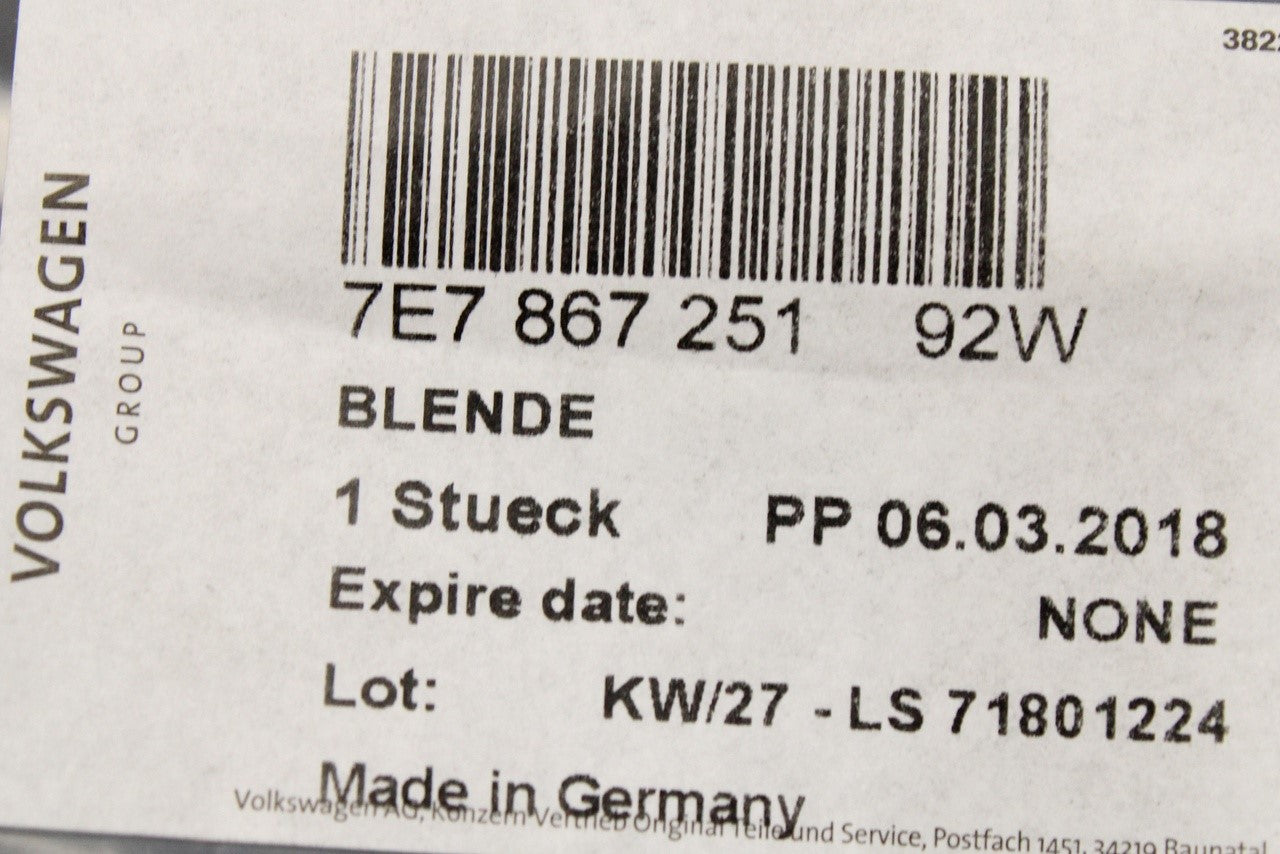 VOLKSWAGEN
GROUP
7E7 867 251 92W
BLENDE
1 Stueck PP 06.03.2018
Expire date: NONE
Lot: KW/27 - LS 71801224
Made in Germany
Volkswagen AG, Konzern Vertrieb Original Teile und Service, Postfach 1451, 34219 Baunatal